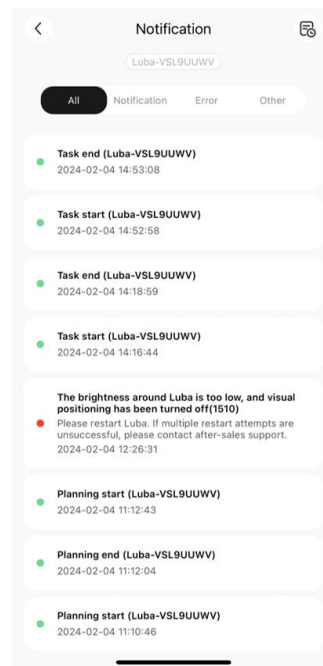 Notification
Luba-VSL9UUWV
All Notification Error Other
Task end (Luba-VSL9UUWV)
2024-02-04 14:53:08
Task start (Luba-VSL9UUWV)
2024-02-04 14:52:58
Task end (Luba-VSL9UUWV)
2024-02-04 14:18:59
Task start (Luba-VSL9UUWV)
2024-02-04 14:16:44
The brightness around Luba is too low, and visual
positioning has been turned off(1510)
Please restart Luba. If multiple restart attempts are
unsuccessful, please contact after-sales support.
2024-02-04 12:26:31
Planning start (Luba-VSL9UUWV)
2024-02-04 11:12:43
Planning end (Luba-VSL9UUWV)
2024-02-04 11:12:04
Planning start (Luba-VSL9UUWV)
2024-02-04 11:10:46